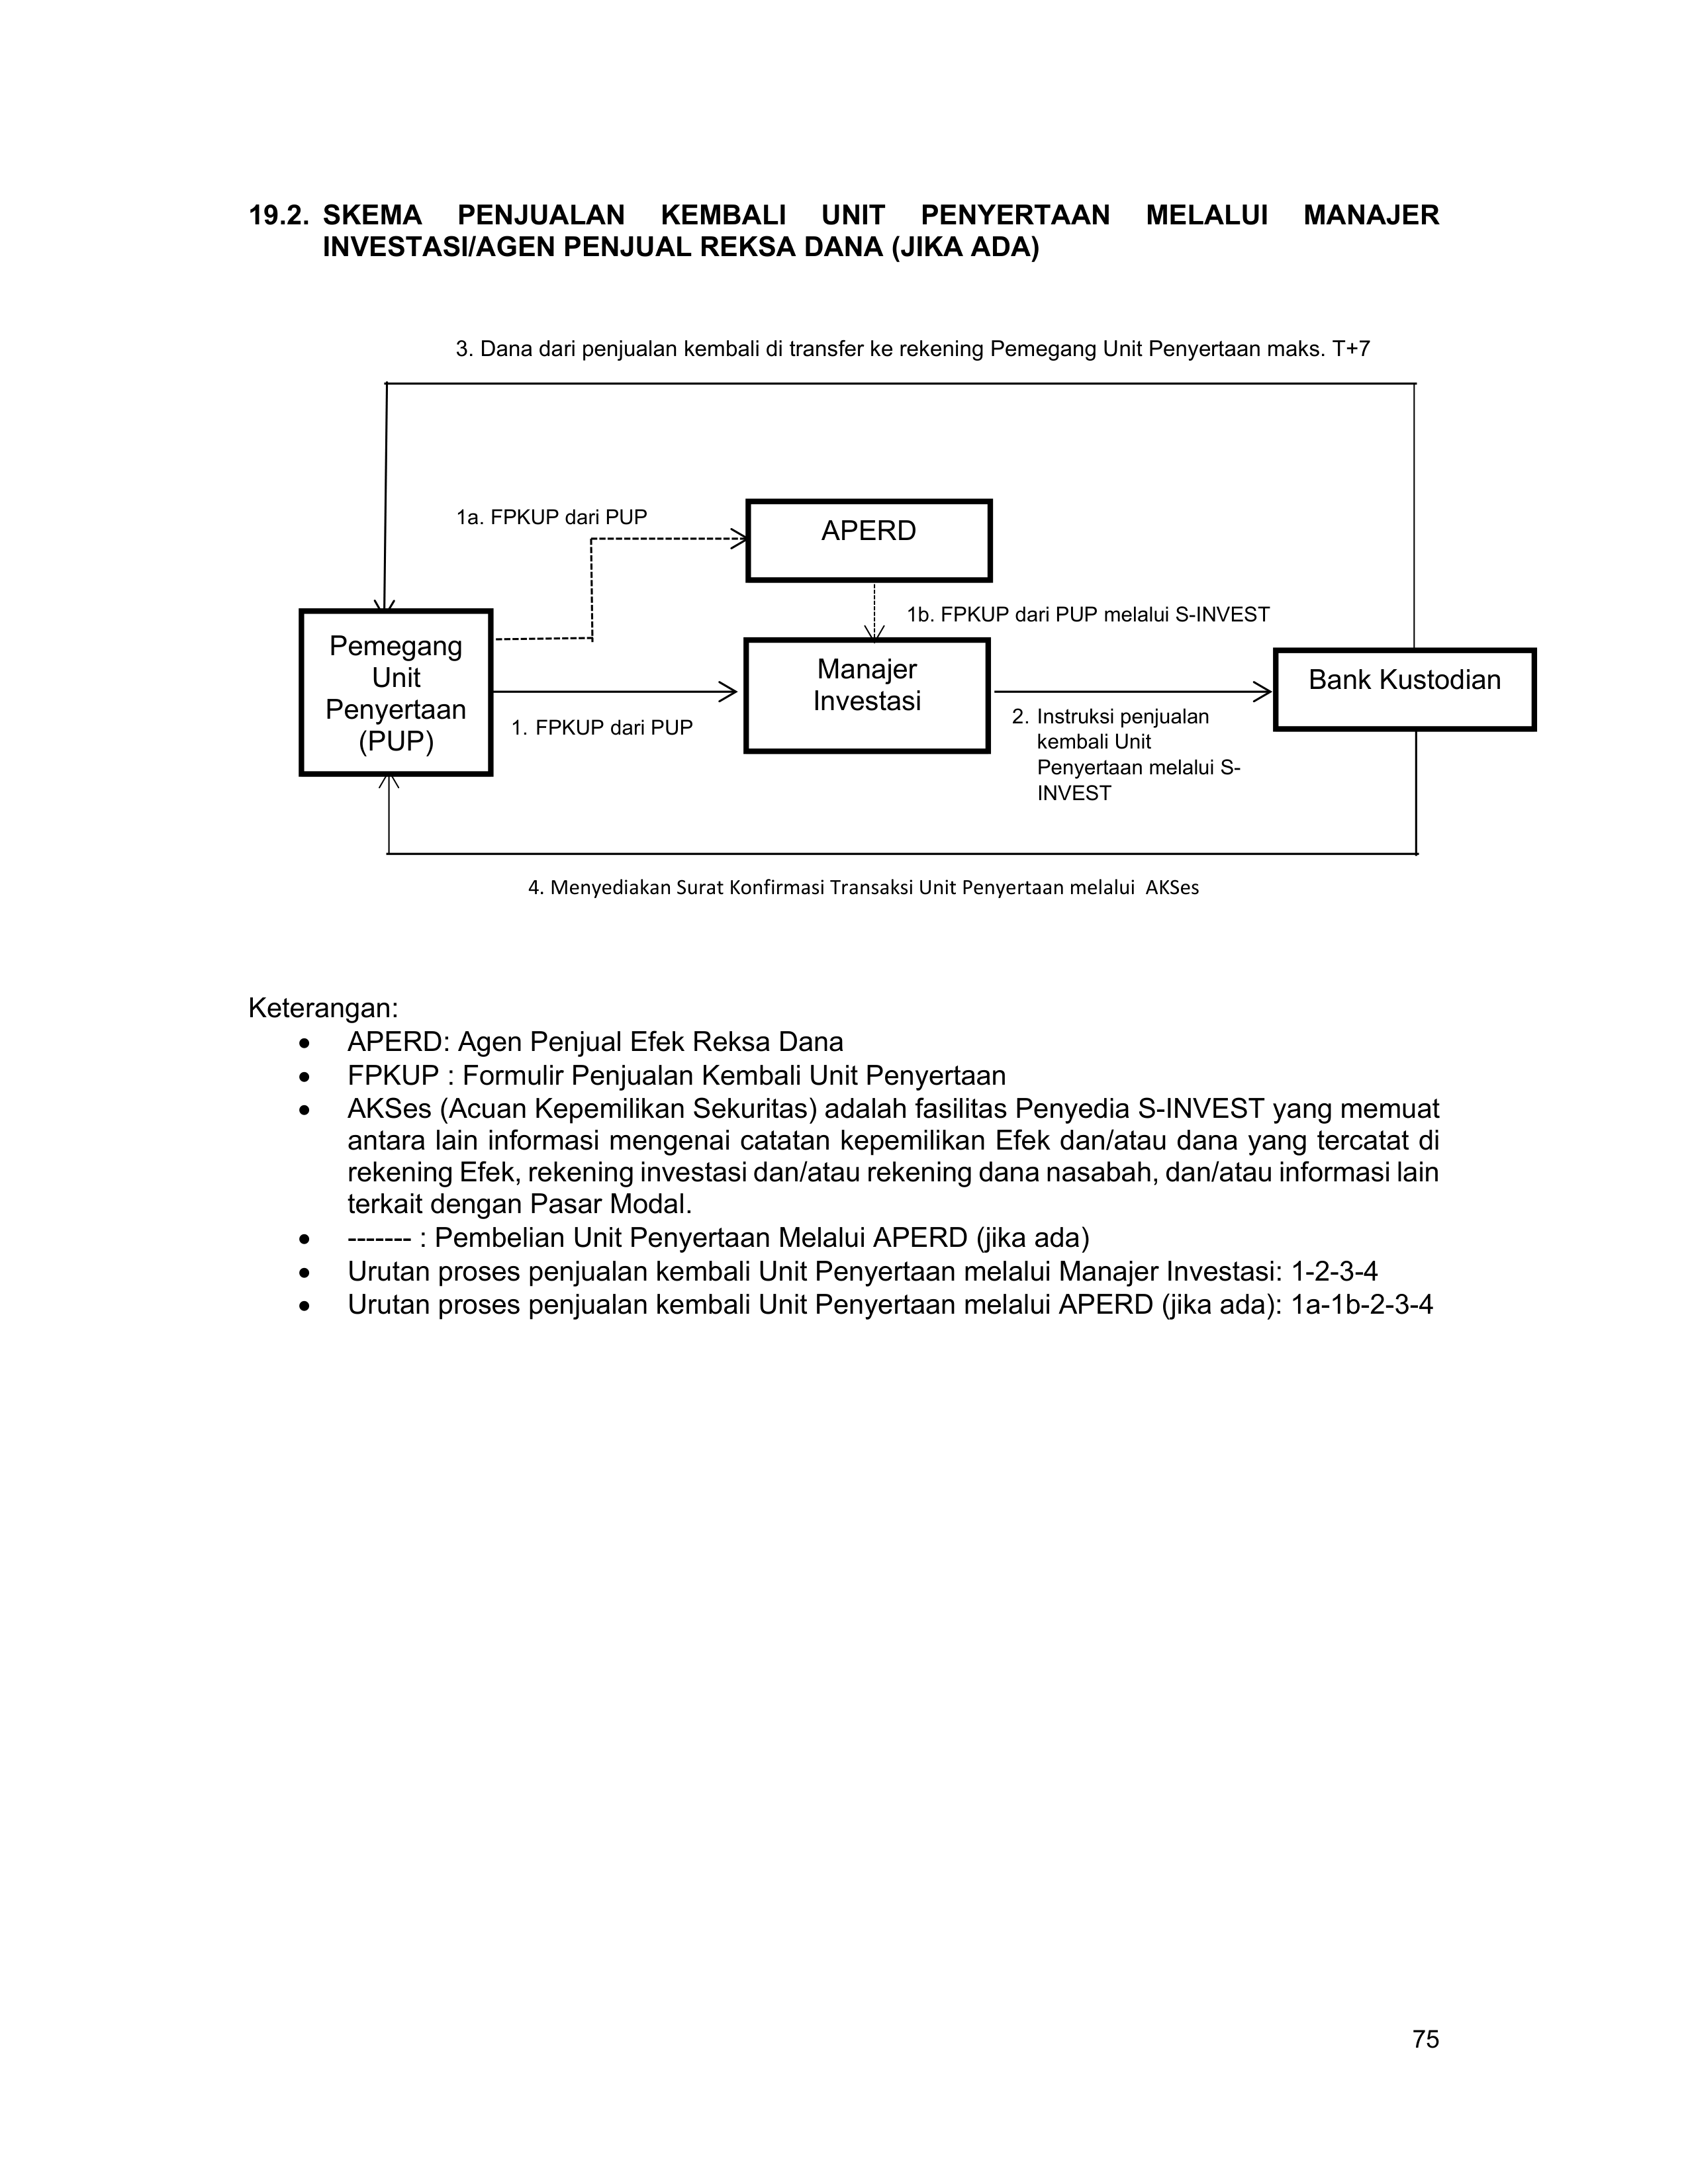 19.2. SKEMA PENJUALAN KEMBALI UNIT PENYERTAAN MELALUI MANAJER
INVESTASI/AGEN PENJUAL REKSA DANA (JIKA ADA)
3. Dana dari penjualan kembali di transfer ke rekening Pemegang Unit Penyertaan maks. T+7
1a. FPKUP dari PUP
APERD
1b. FPKUP dari PUP melalui S-INVEST
Pemegang
Unit
Penyertaan
(PUP)
1. FPKUP dari PUP
Manajer
Investasi
2. Instruksi penjualan
kembali Unit
Penyertaan melalui S-
INVEST
Bank Kustodian
4. Menyediakan Surat Konfirmasi Transaksi Unit Penyertaan melalui AKSes
Keterangan:
• APERD: Agen Penjual Efek Reksa Dana
• FPKUP : Formulir Penjualan Kembali Unit Penyertaan
• AKSes (Acuan Kepemilikan Sekuritas) adalah fasilitas Penyedia S-INVEST yang memuat
antara lain informasi mengenai catatan kepemilikan Efek dan/atau dana yang tercatat di
rekening Efek, rekening investasi dan/atau rekening dana nasabah, dan/atau informasi lain
terkait dengan Pasar Modal.
• ------- : Pembelian Unit Penyertaan Melalui APERD (jika ada)
• Urutan proses penjualan kembali Unit Penyertaan melalui Manajer Investasi: 1-2-3-4
• Urutan proses penjualan kembali Unit Penyertaan melalui APERD (jika ada): 1a-1b-2-3-4
75